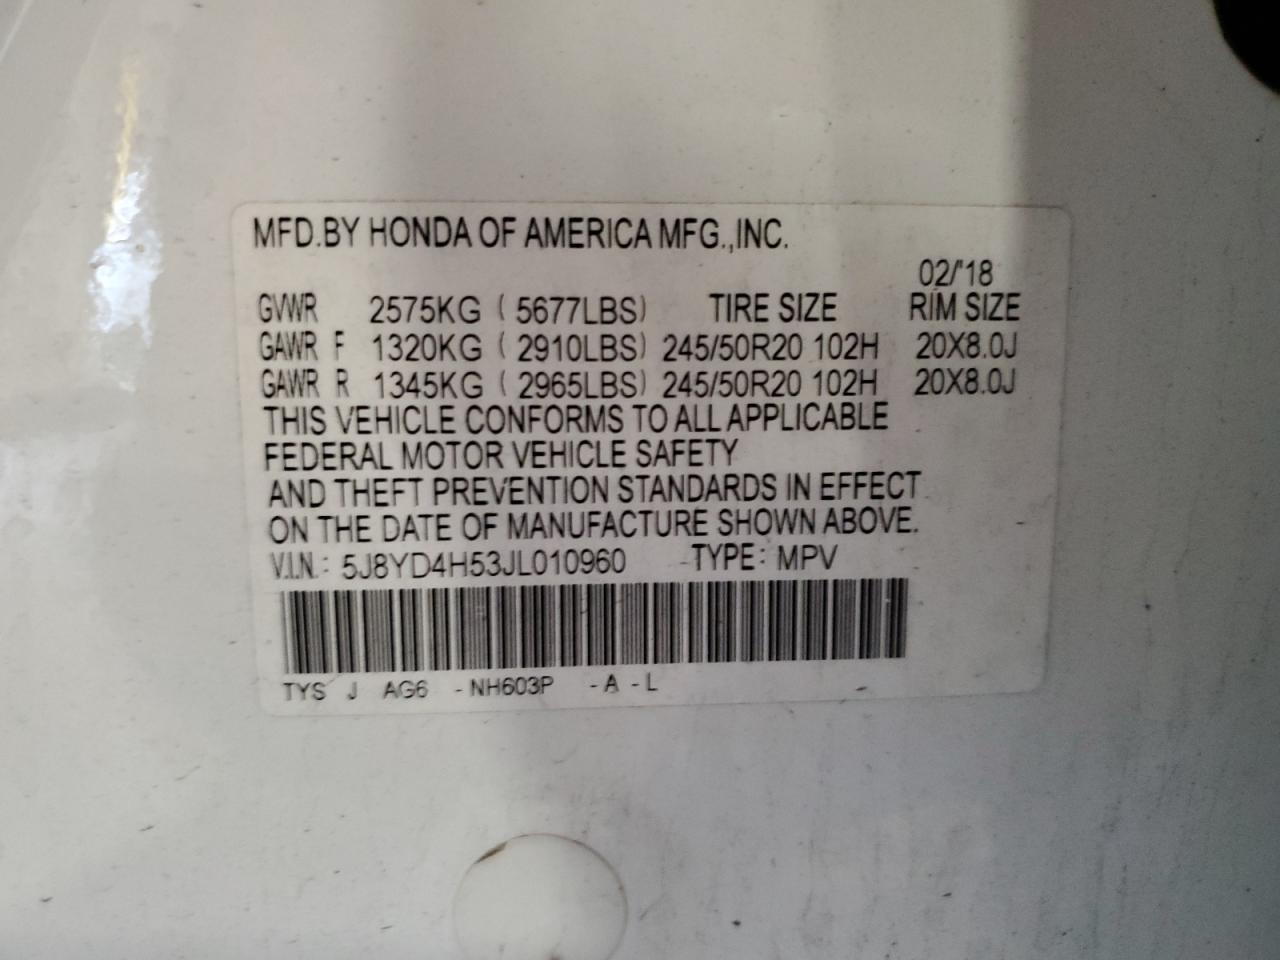 MFD.BY HONDA OF AMERICA MFG.,INC.
02/'18
GVWR 2575KG ( 5677LBS) TIRE SIZE RIM SIZE
GAWR F 1320KG ( 2910LBS) 245/50R20 102H 20X8.0J
GAWR R 1345KG ( 2965LBS) 245/50R20 102H 20X8.0J
THIS VEHICLE CONFORMS TO ALL APPLICABLE
FEDERAL MOTOR VEHICLE SAFETY
AND THEFT PREVENTION STANDARDS IN EFFECT
ON THE DATE OF MANUFACTURE SHOWN ABOVE.
V.I.N.: 5J8YD4H53JL010960 TYPE: MPV
TYS J AG6 -NH603P -A -L